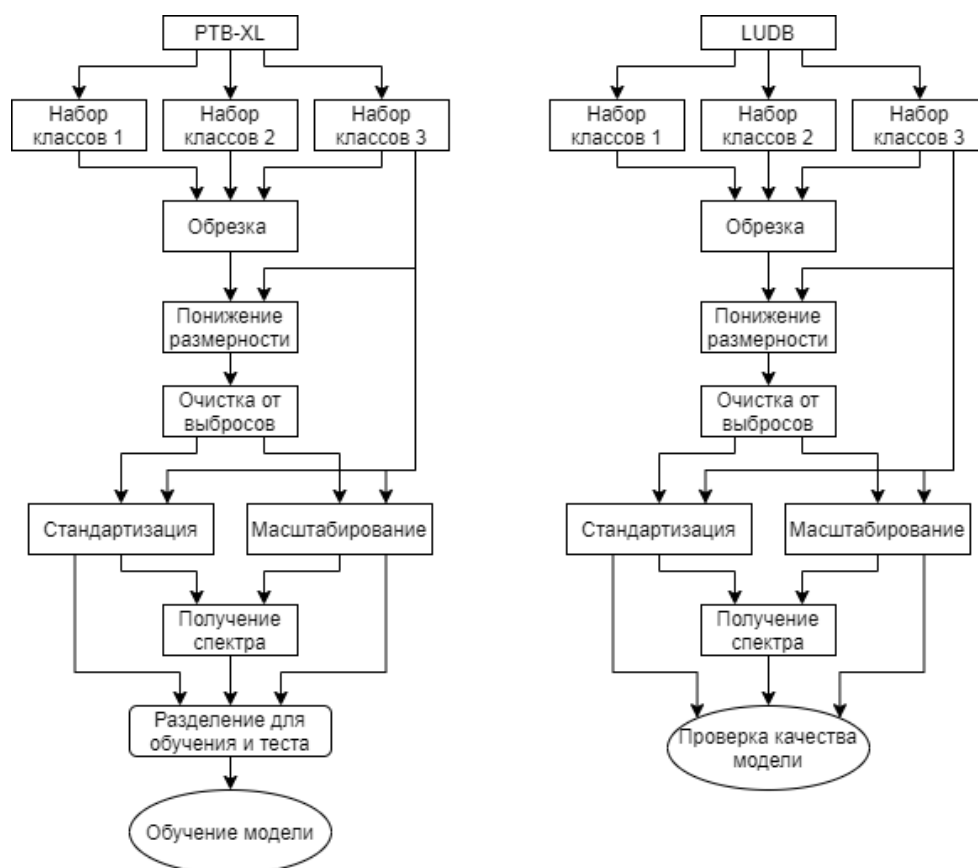 PTB-XL
Набор
классов 1
Набор
классов 2
Набор
классов 3
Обрезка
Понижение
размерности
Очистка от
выбросов
Стандартизация
Масштабирование
Получение
спектра
Разделение для
обучения и теста
Обучение модели
LUDB
Набор
классов 1
Набор
классов 2
Набор
классов 3
Обрезка
Понижение
размерности
Очистка от
выбросов
Стандартизация
Масштабирование
Получение
спектра
Проверка качества
модели